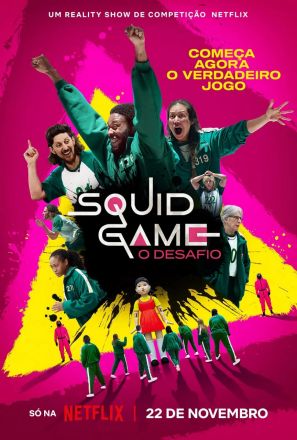 UM REALITY SHOW DE COMPETIÇÃO NETFLIX
COMEÇA
AGORA
O VERDADEIRO
JOGO
319
SQUID
GAME
O DESAFIO
SÓ NA NETFLIX | 22 DE NOVEMBRO